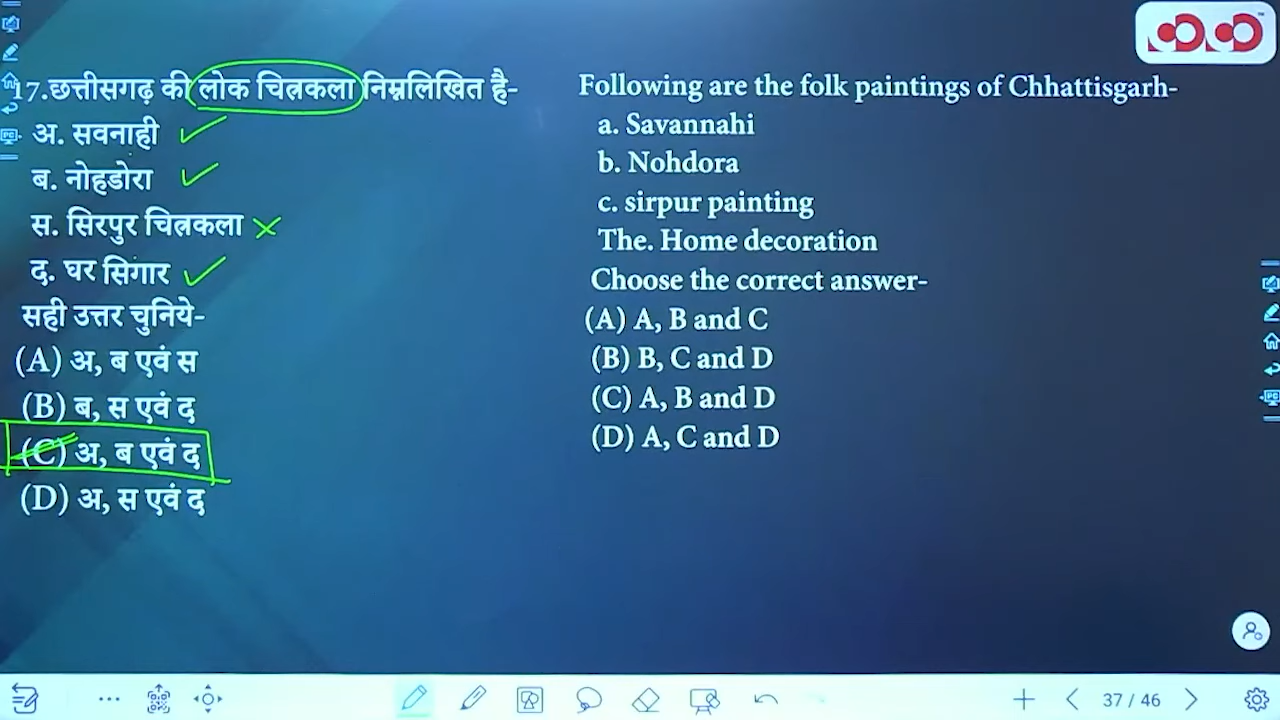 17.छत्तीसगढ़ की लोक चित्रकला निम्नलिखित है-
अ. सवनाही
ब. नोहडोरा
स. सिरपुर चित्रकला
द. घर सिगार
सही उत्तर चुनिये-
(A) अ, ब एवं स
(B) ब, स एवं द
(C) अ, ब एवं द
(D) अ, स एवं द
Following are the folk paintings of Chhattisgarh-
a. Savannahi
b. Nohdora
c. sirpur painting
The. Home decoration
Choose the correct answer-
(A) A, B and C
(B) B, C and D
(C) A, B and D
(D) A, C and D
37 / 46